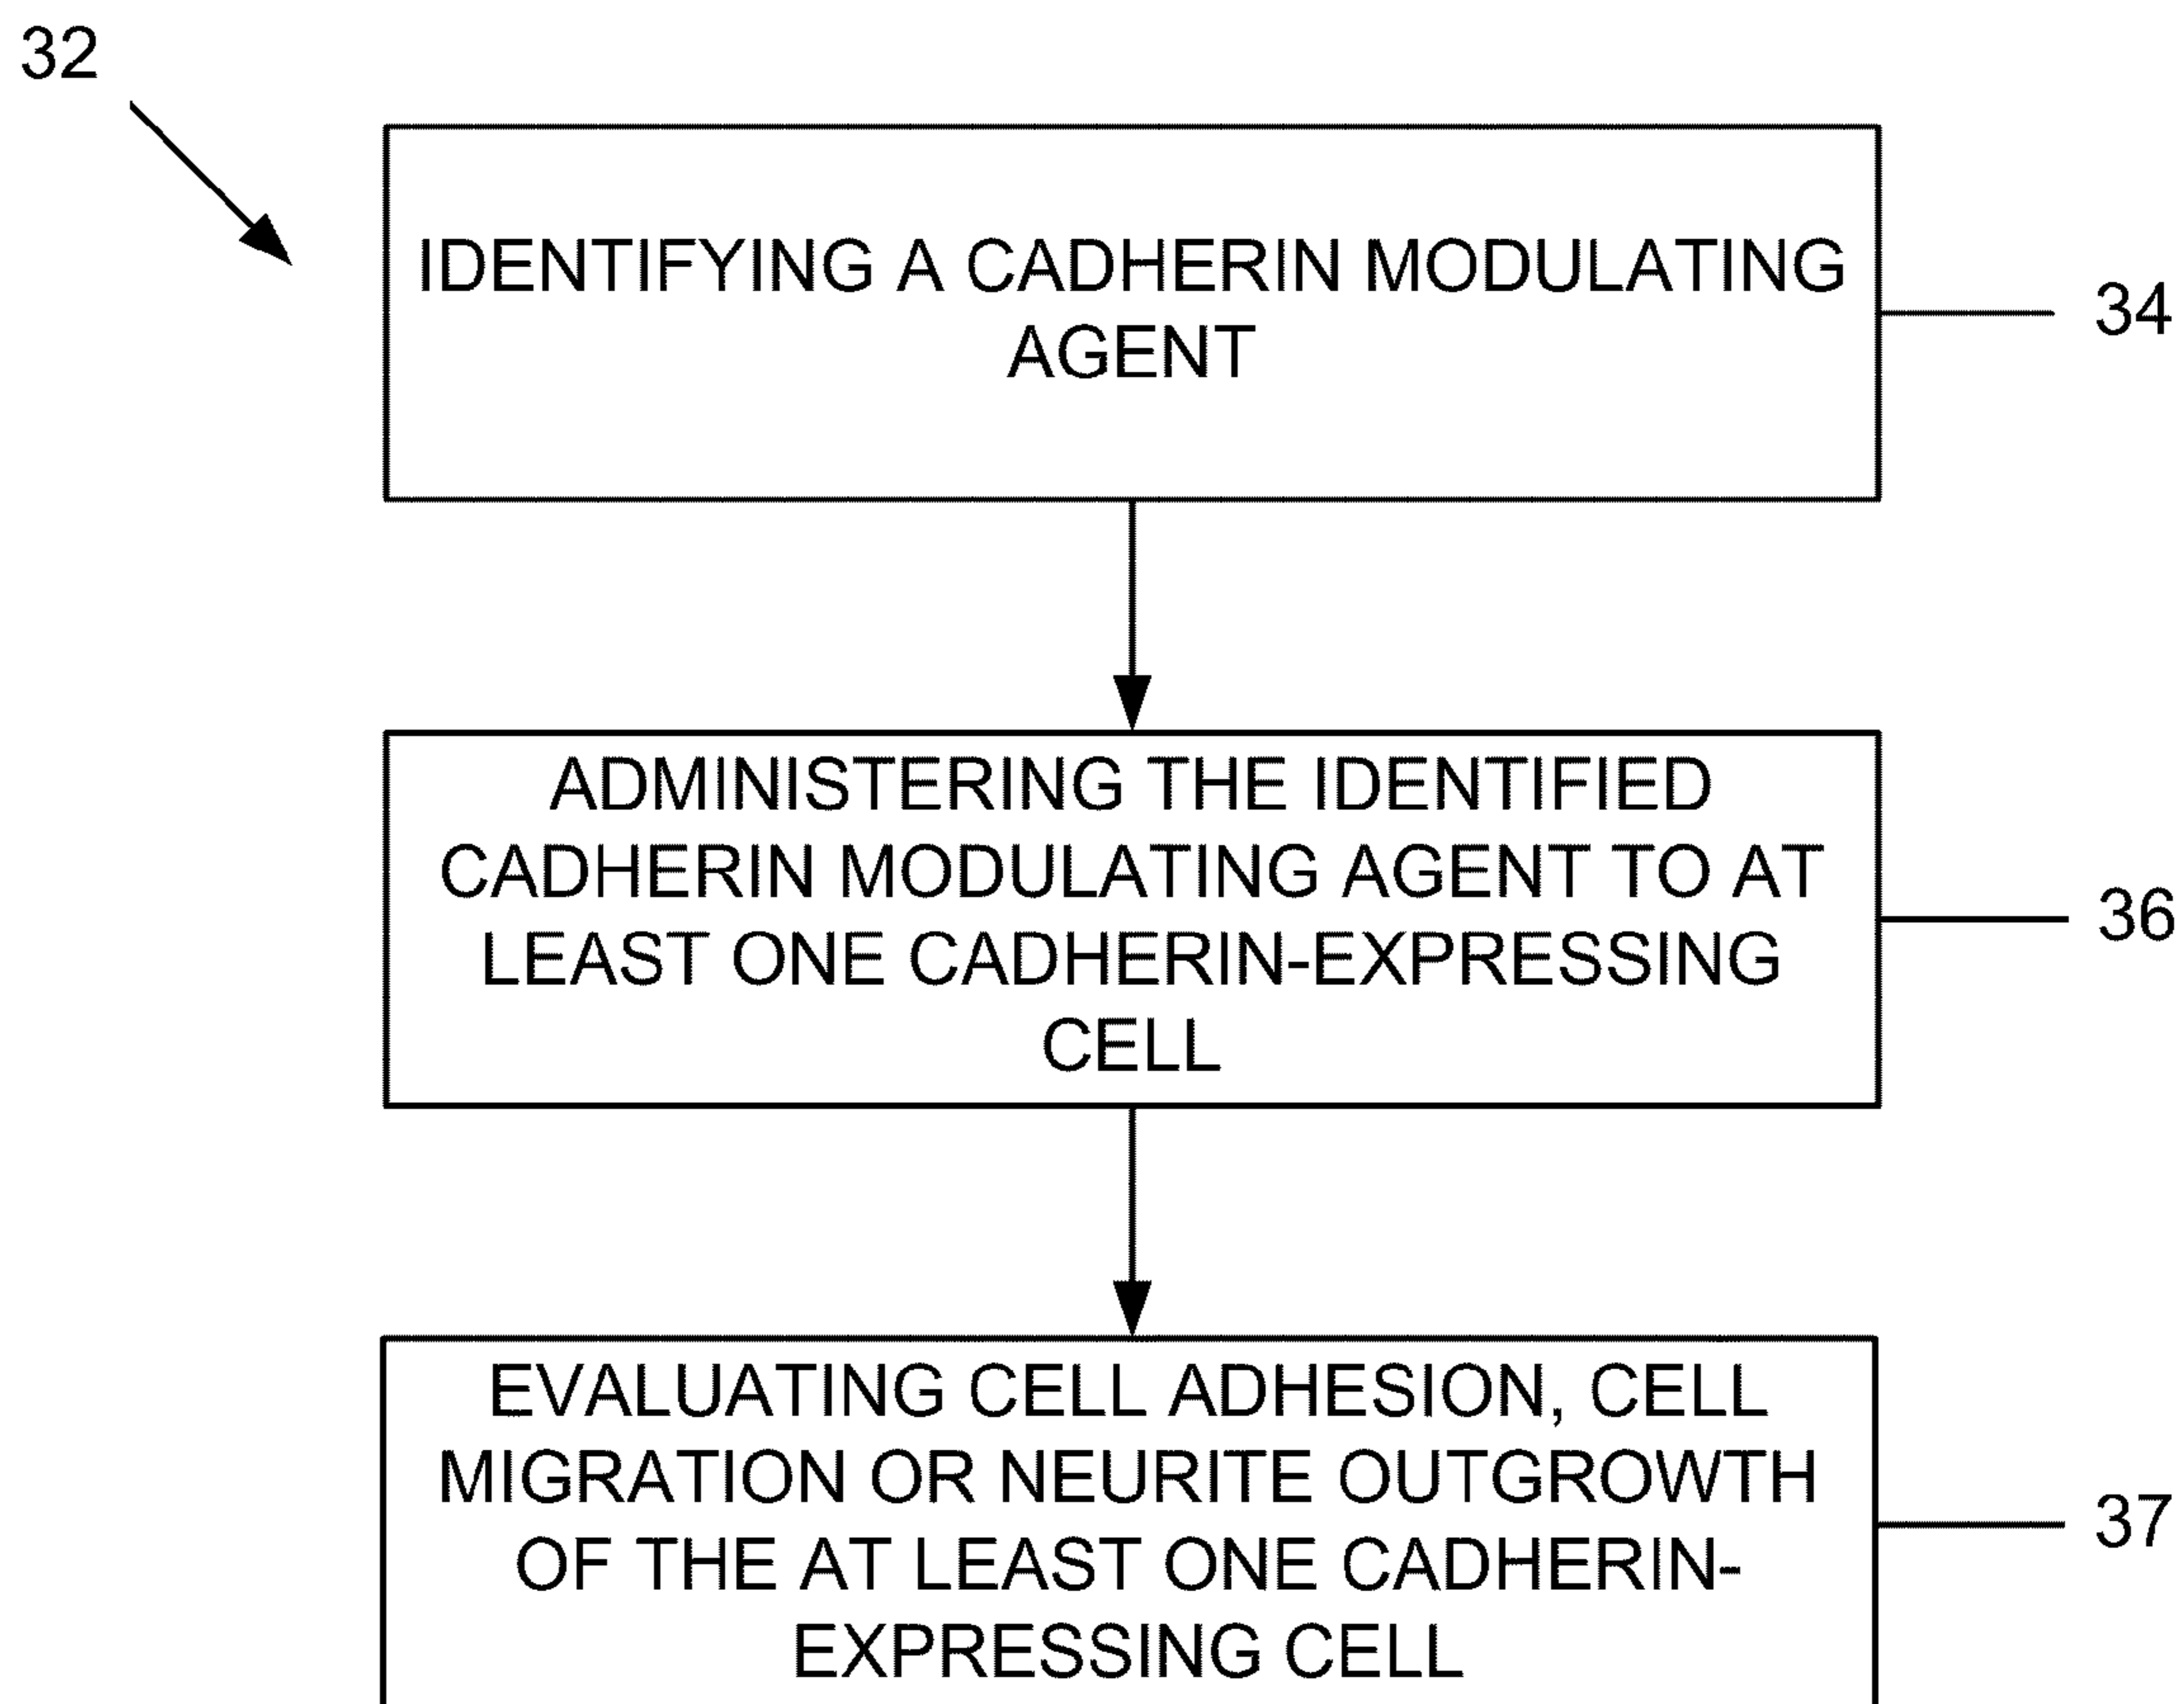 32
IDENTIFYING A CADHERIN MODULATING
AGENT
34
ADMINISTERING THE IDENTIFIED
CADHERIN MODULATING AGENT TO AT
LEAST ONE CADHERIN-EXPRESSING
CELL
36
EVALUATING CELL ADHESION, CELL
MIGRATION OR NEURITE OUTGROWTH
OF THE AT LEAST ONE CADHERIN-
EXPRESSING CELL
37